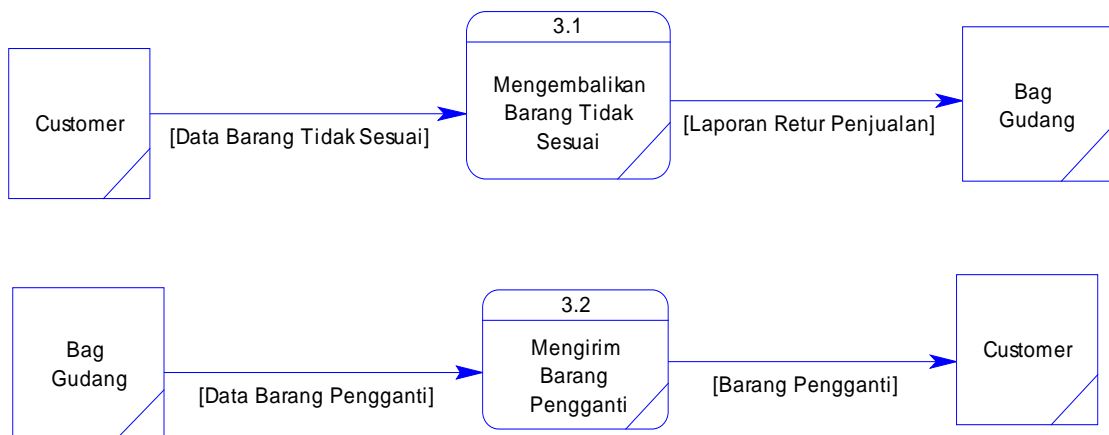 3.1
Customer
[Data Barang Tidak Sesuai]
Mengembalikan
Barang Tidak
Sesuai
[Laporan Retur Penjualan]
Bag
Gudang
3.2
Bag
Gudang
[Data Barang Pengganti]
Mengirim
Barang
Pengganti
[Barang Pengganti]
Customer